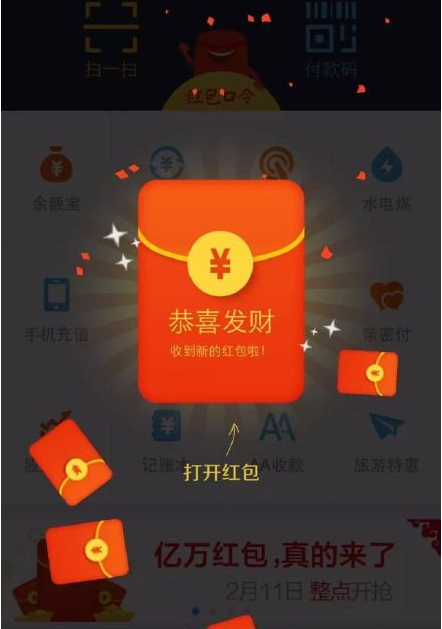 扫一扫
付款码
红包口令
余额宝
水电煤
¥
恭喜发财
收到新的红包啦!
手机充值
亲密付
记账本
AA收款
旅游特惠
打开红包
亿万红包,真的来了
2月11日 整点开抢